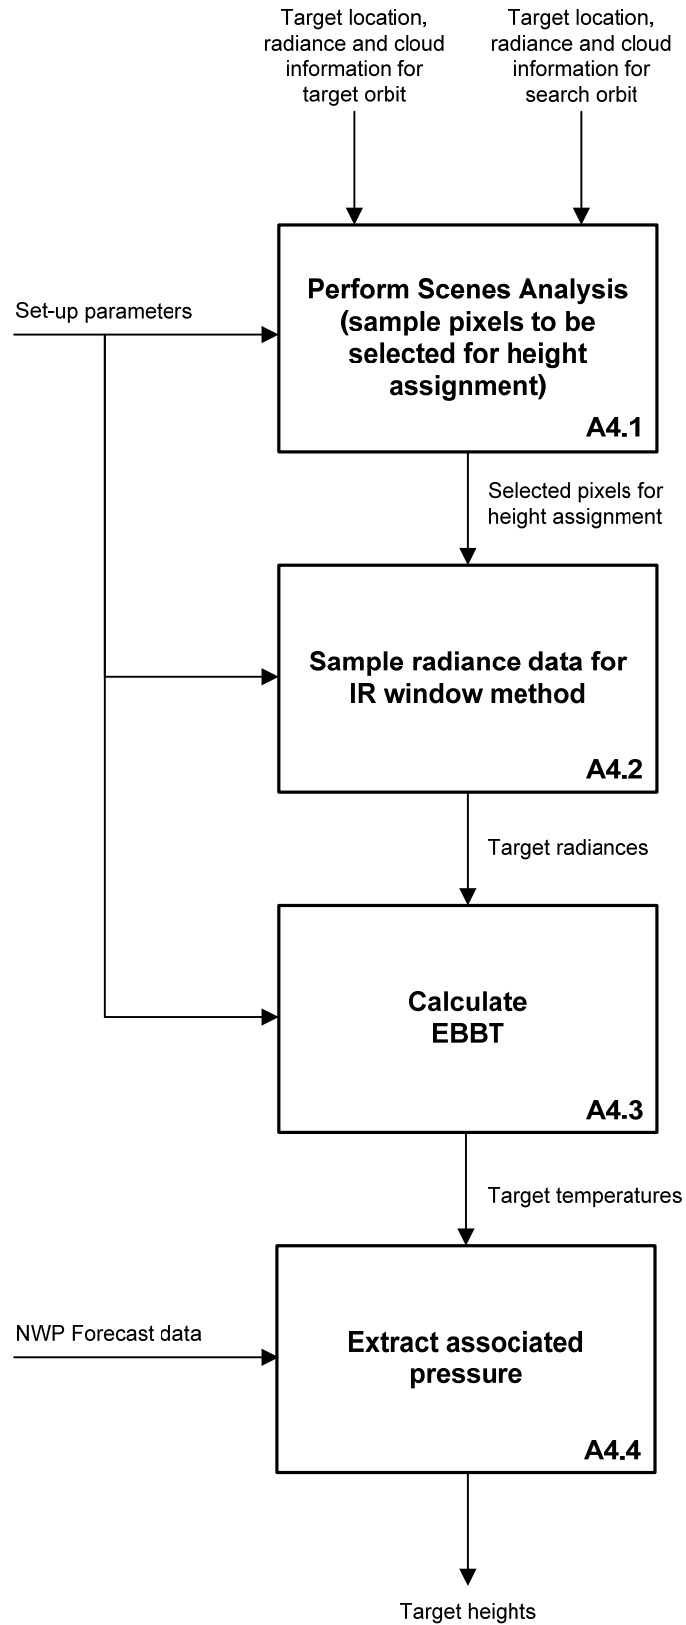 Target location,
radiance and cloud
information for
target orbit
Target location,
radiance and cloud
information for
search orbit
Set-up parameters
Perform Scenes Analysis
(sample pixels to be
selected for height
assignment)
A4.1
Selected pixels for
height assignment
Sample radiance data for
IR window method
A4.2
Target radiances
Calculate
EBBT
A4.3
Target temperatures
NWP Forecast data
Extract associated
pressure
A4.4
Target heights